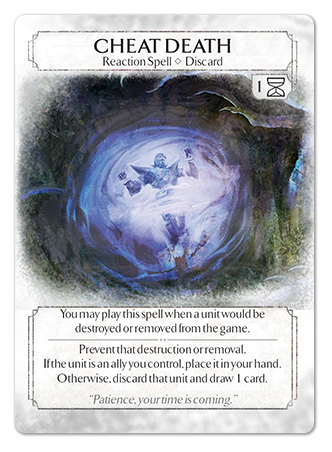 CHEAT DEATH
Reaction Spell ◇ Discard
1
You may play this spell when a unit would be
destroyed or removed from the game.
Prevent that destruction or removal.
If the unit is an ally you control, place it in your hand.
Otherwise, discard that unit and draw 1 card.
"Patience, your time is coming."